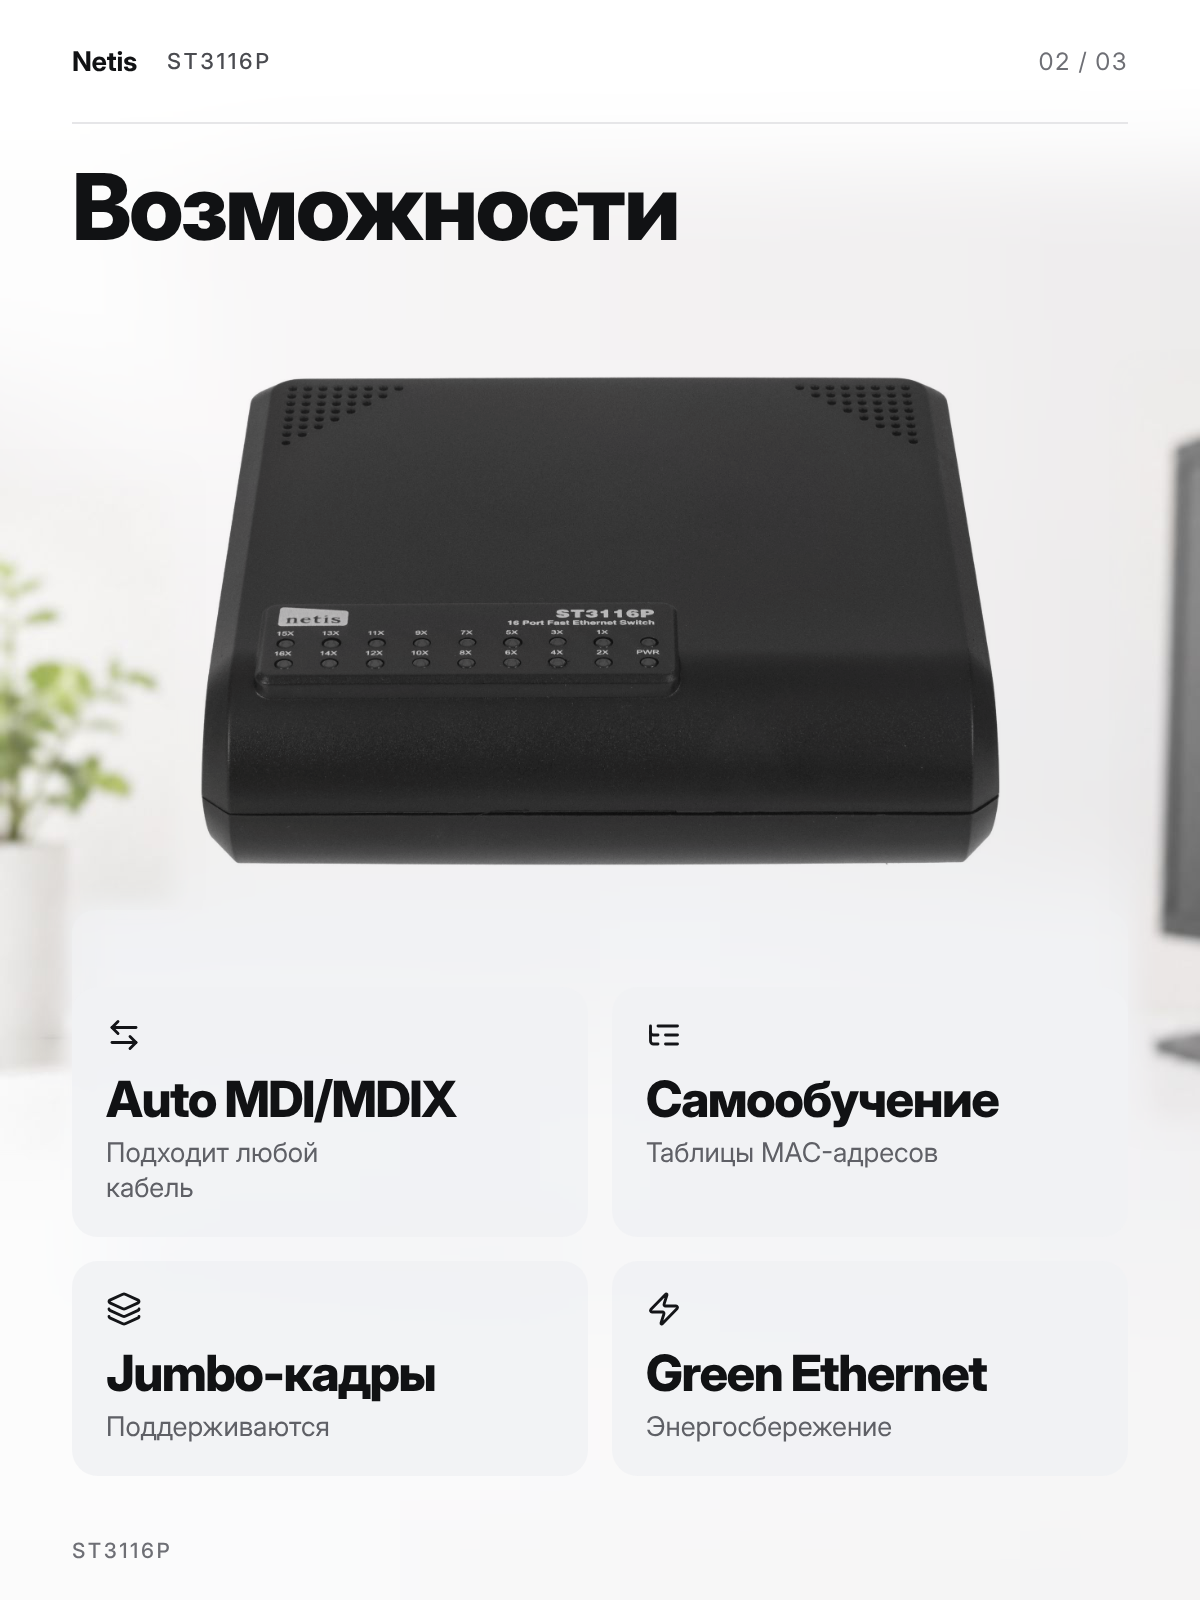 Netis ST3116P
02 / 03
Возможности
netis
ST3116P
16 Port Fast Ethernet Switch
15X 13X 11X 9X 7X 5X 3X 1X
16X 14X 12X 10X 8X 6X 4X 2X PWR
Auto MDI/MDIX
Подходит любой
кабель
Самообучение
Таблицы MAC-адресов
Jumbo-кадры
Поддерживаются
Green Ethernet
Энергосбережение
ST3116P